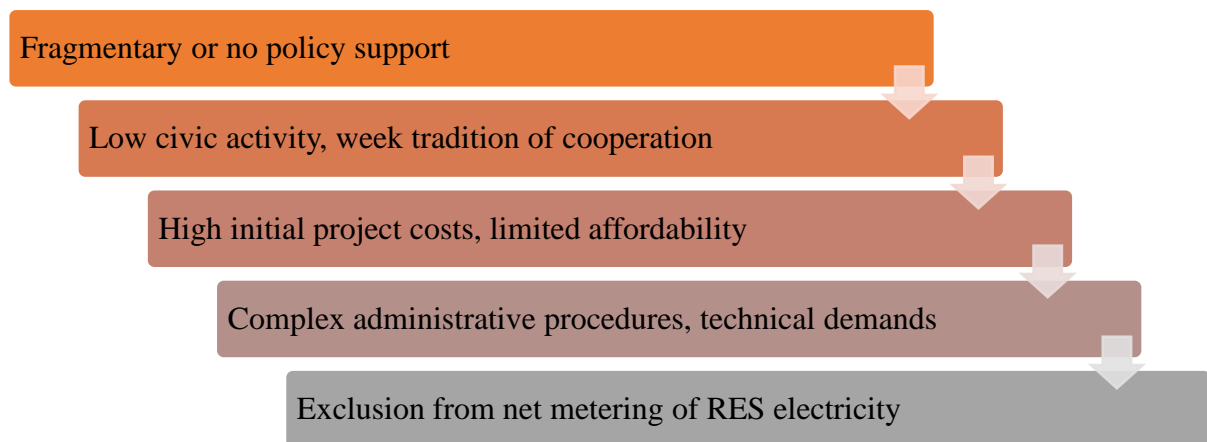 Fragmentary or no policy support
Low civic activity, week tradition of cooperation
High initial project costs, limited affordability
Complex administrative procedures, technical demands
Exclusion from net metering of RES electricity